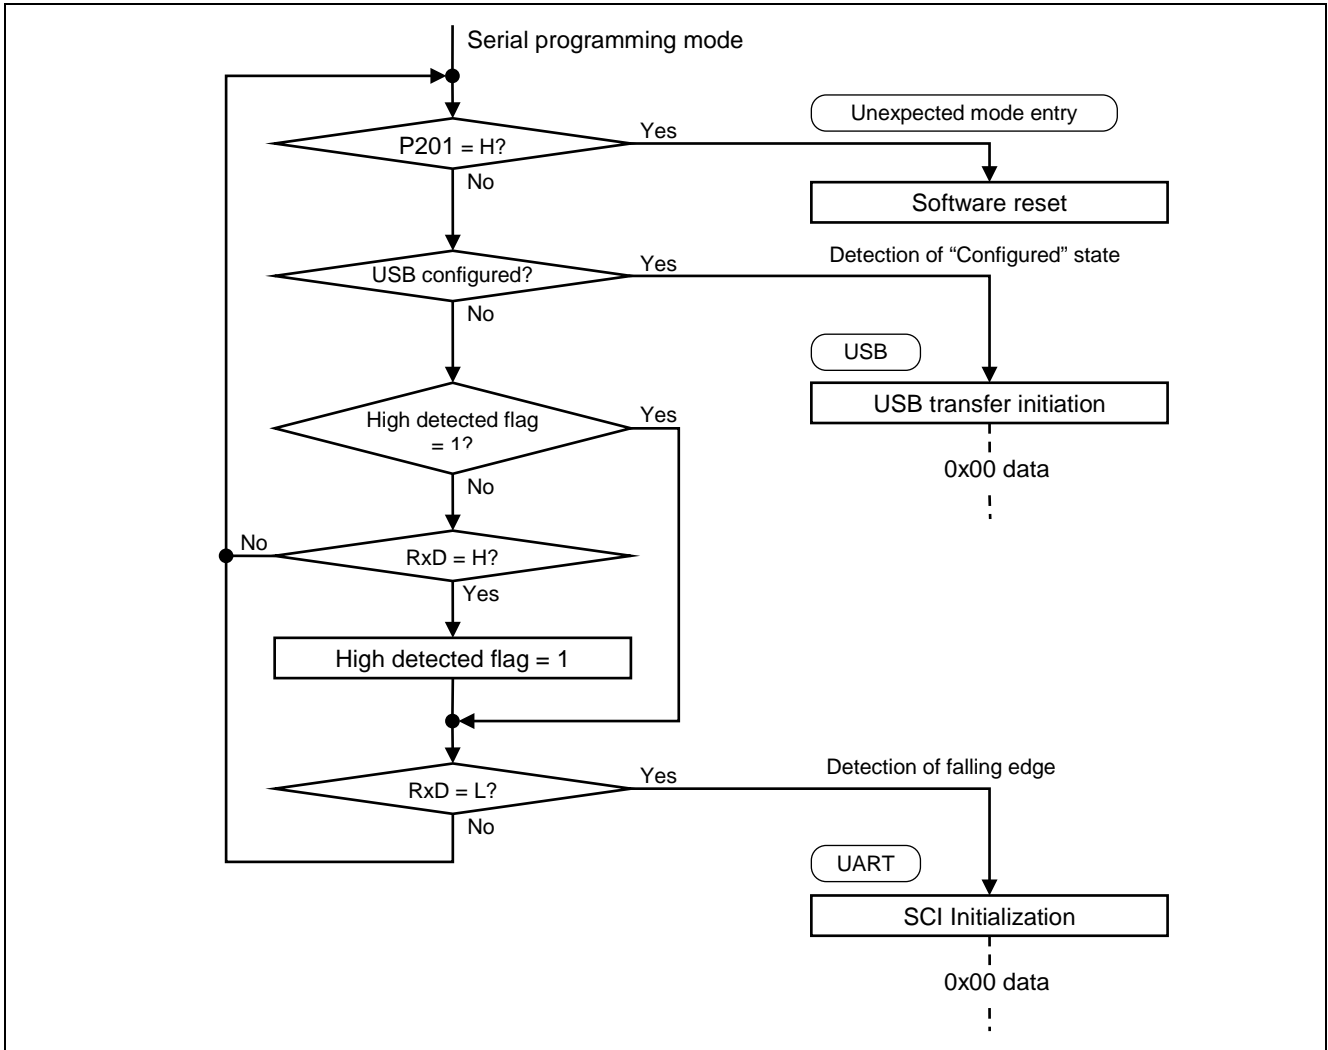 Serial programming mode
Unexpected mode entry
P201 = H?
Yes
No
Software reset
Detection of “Configured” state
USB configured?
Yes
No
USB
USB transfer initiation
High detected flag
= 1?
Yes
No
0x00 data
RxD = H?
No
Yes
High detected flag = 1
Detection of falling edge
RxD = L?
Yes
No
UART
SCI Initialization
0x00 data